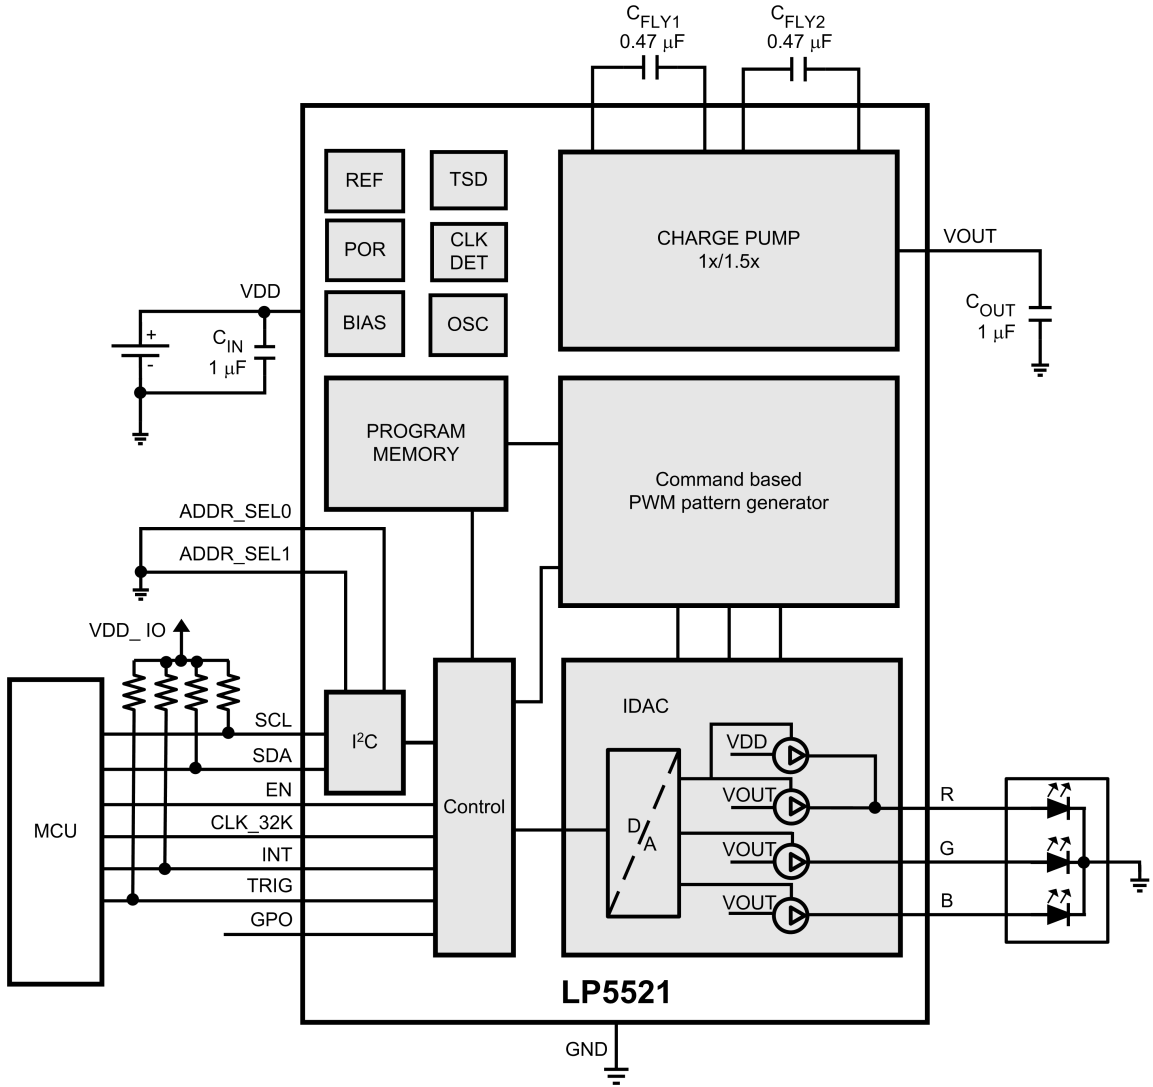 CFLY1
0.47 µF
CFLY2
0.47 µF
REF
TSD
POR
CLK
DET
BIAS
OSC
CHARGE PUMP
1x/1.5x
VOUT
COUT
1 µF
VDD
+
-
CIN
1 µF
PROGRAM
MEMORY
Command based
PWM pattern generator
ADDR_SEL0
ADDR_SEL1
VDD_ IO
MCU
SCL
SDA
EN
CLK_32K
INT
TRIG
GPO
I²C
Control
IDAC
D
A
VDD
VOUT
VOUT
VOUT
R
G
B
LP5521
GND